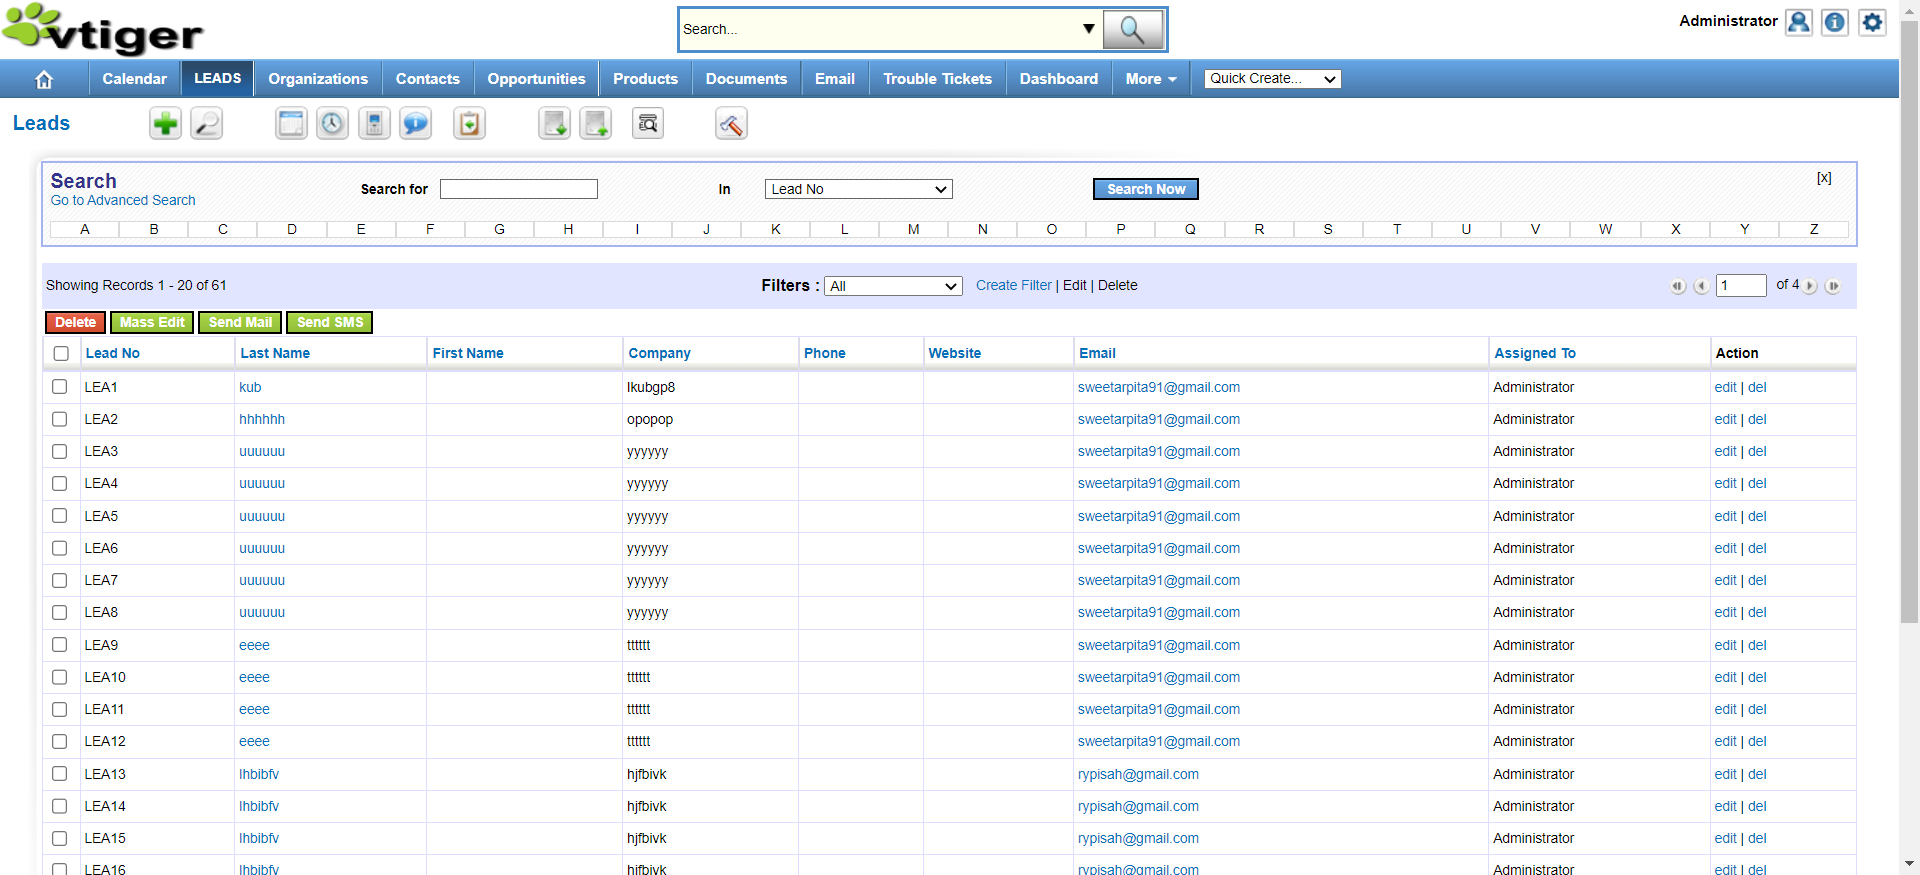 vtiger
Search...
Administrator
Calendar LEADS Organizations Contacts Opportunities Products Documents Email Trouble Tickets Dashboard More Quick Create...
Leads
Search
Go to Advanced Search
Search for In Lead No Search Now [x]
A B C D E F G H I J K L M N O P Q R S T U V W X Y Z
Showing Records 1 - 20 of 61 Filters : All Create Filter | Edit | Delete 1 of 4
Delete Mass Edit Send Mail Send SMS
Lead No Last Name First Name Company Phone Website Email Assigned To Action
LEA1 kub lkubgp8 sweetarpita91@gmail.com Administrator edit | del
LEA2 hhhhhh opopop sweetarpita91@gmail.com Administrator edit | del
LEA3 uuuuuu yyyyyy sweetarpita91@gmail.com Administrator edit | del
LEA4 uuuuuu yyyyyy sweetarpita91@gmail.com Administrator edit | del
LEA5 uuuuuu yyyyyy sweetarpita91@gmail.com Administrator edit | del
LEA6 uuuuuu yyyyyy sweetarpita91@gmail.com Administrator edit | del
LEA7 uuuuuu yyyyyy sweetarpita91@gmail.com Administrator edit | del
LEA8 uuuuuu yyyyyy sweetarpita91@gmail.com Administrator edit | del
LEA9 eeee tttttt sweetarpita91@gmail.com Administrator edit | del
LEA10 eeee tttttt sweetarpita91@gmail.com Administrator edit | del
LEA11 eeee tttttt sweetarpita91@gmail.com Administrator edit | del
LEA12 eeee tttttt sweetarpita91@gmail.com Administrator edit | del
LEA13 lhbibfv hjfbivk rypisah@gmail.com Administrator edit | del
LEA14 lhbibfv hjfbivk rypisah@gmail.com Administrator edit | del
LEA15 lhbibfv hjfbivk rypisah@gmail.com Administrator edit | del
LEA16 lhbibfv hjfbivk rypisah@gmail.com Administrator edit | del